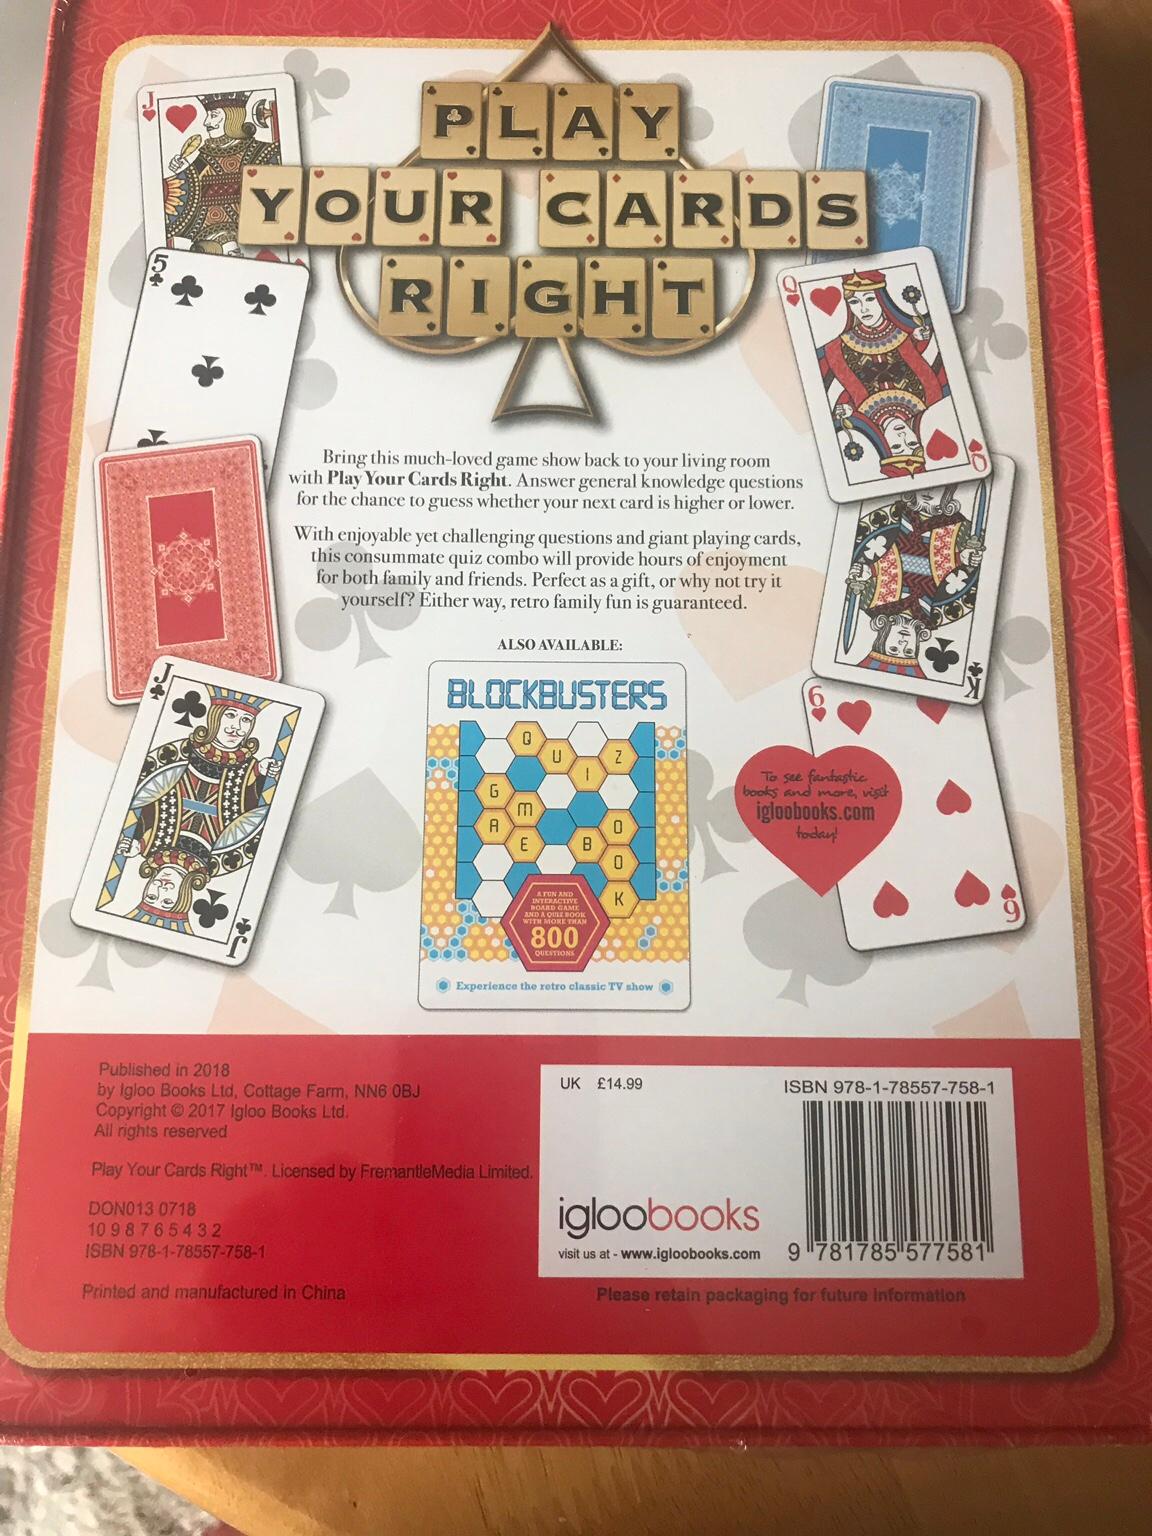 PLAY
YOUR CARDS
RIGHT
J
5
Q
Q
K
J
J
6
6
Bring this much-loved game show back to your living room
with Play Your Cards Right. Answer general knowledge questions
for the chance to guess whether your next card is higher or lower.
With enjoyable yet challenging questions and giant playing cards,
this consummate quiz combo will provide hours of enjoyment
for both family and friends. Perfect as a gift, or why not try it
yourself? Either way, retro family fun is guaranteed.
ALSO AVAILABLE:
BLOCKBUSTERS
QUIZ
GAME
BOOK
A FUN AND
INTERACTIVE
BOARD GAME
AND A QUIZ BOOK
WITH MORE THAN
800
QUESTIONS
Experience the retro classic TV show
To see fantastic
books and more, visit
igloobooks.com
today!
Published in 2018
by Igloo Books Ltd, Cottage Farm, NN6 0BJ
Copyright © 2017 Igloo Books Ltd.
All rights reserved
Play Your Cards Right™. Licensed by FremantleMedia Limited.
DON013 0718
10 9 8 7 6 5 4 3 2
ISBN 978-1-78557-758-1
Printed and manufactured in China
UK £14.99
ISBN 978-1-78557-758-1
igloobooks
visit us at - www.igloobooks.com
9 781785 577581
Please retain packaging for future information